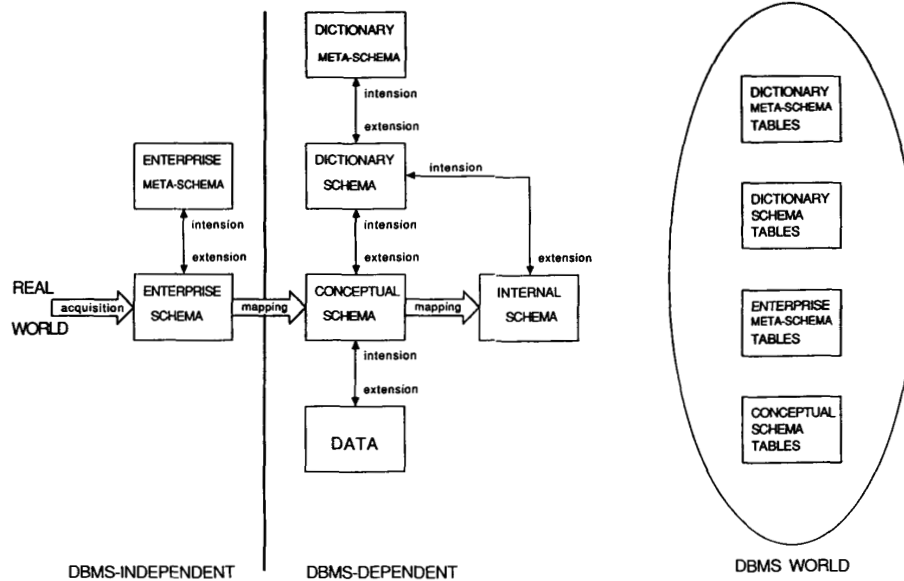 DICTIONARY
META-SCHEMA
intension
extension
ENTERPRISE
META-SCHEMA
intension
extension
DICTIONARY
SCHEMA
intension
intension
extension
extension
REAL
WORLD
acquisition
ENTERPRISE
SCHEMA
mapping
CONCEPTUAL
SCHEMA
mapping
INTERNAL
SCHEMA
intension
extension
DATA
DBMS-INDEPENDENT
DBMS-DEPENDENT
DICTIONARY
META-SCHEMA
TABLES
DICTIONARY
SCHEMA
TABLES
ENTERPRISE
META-SCHEMA
TABLES
CONCEPTUAL
SCHEMA
TABLES
DBMS WORLD